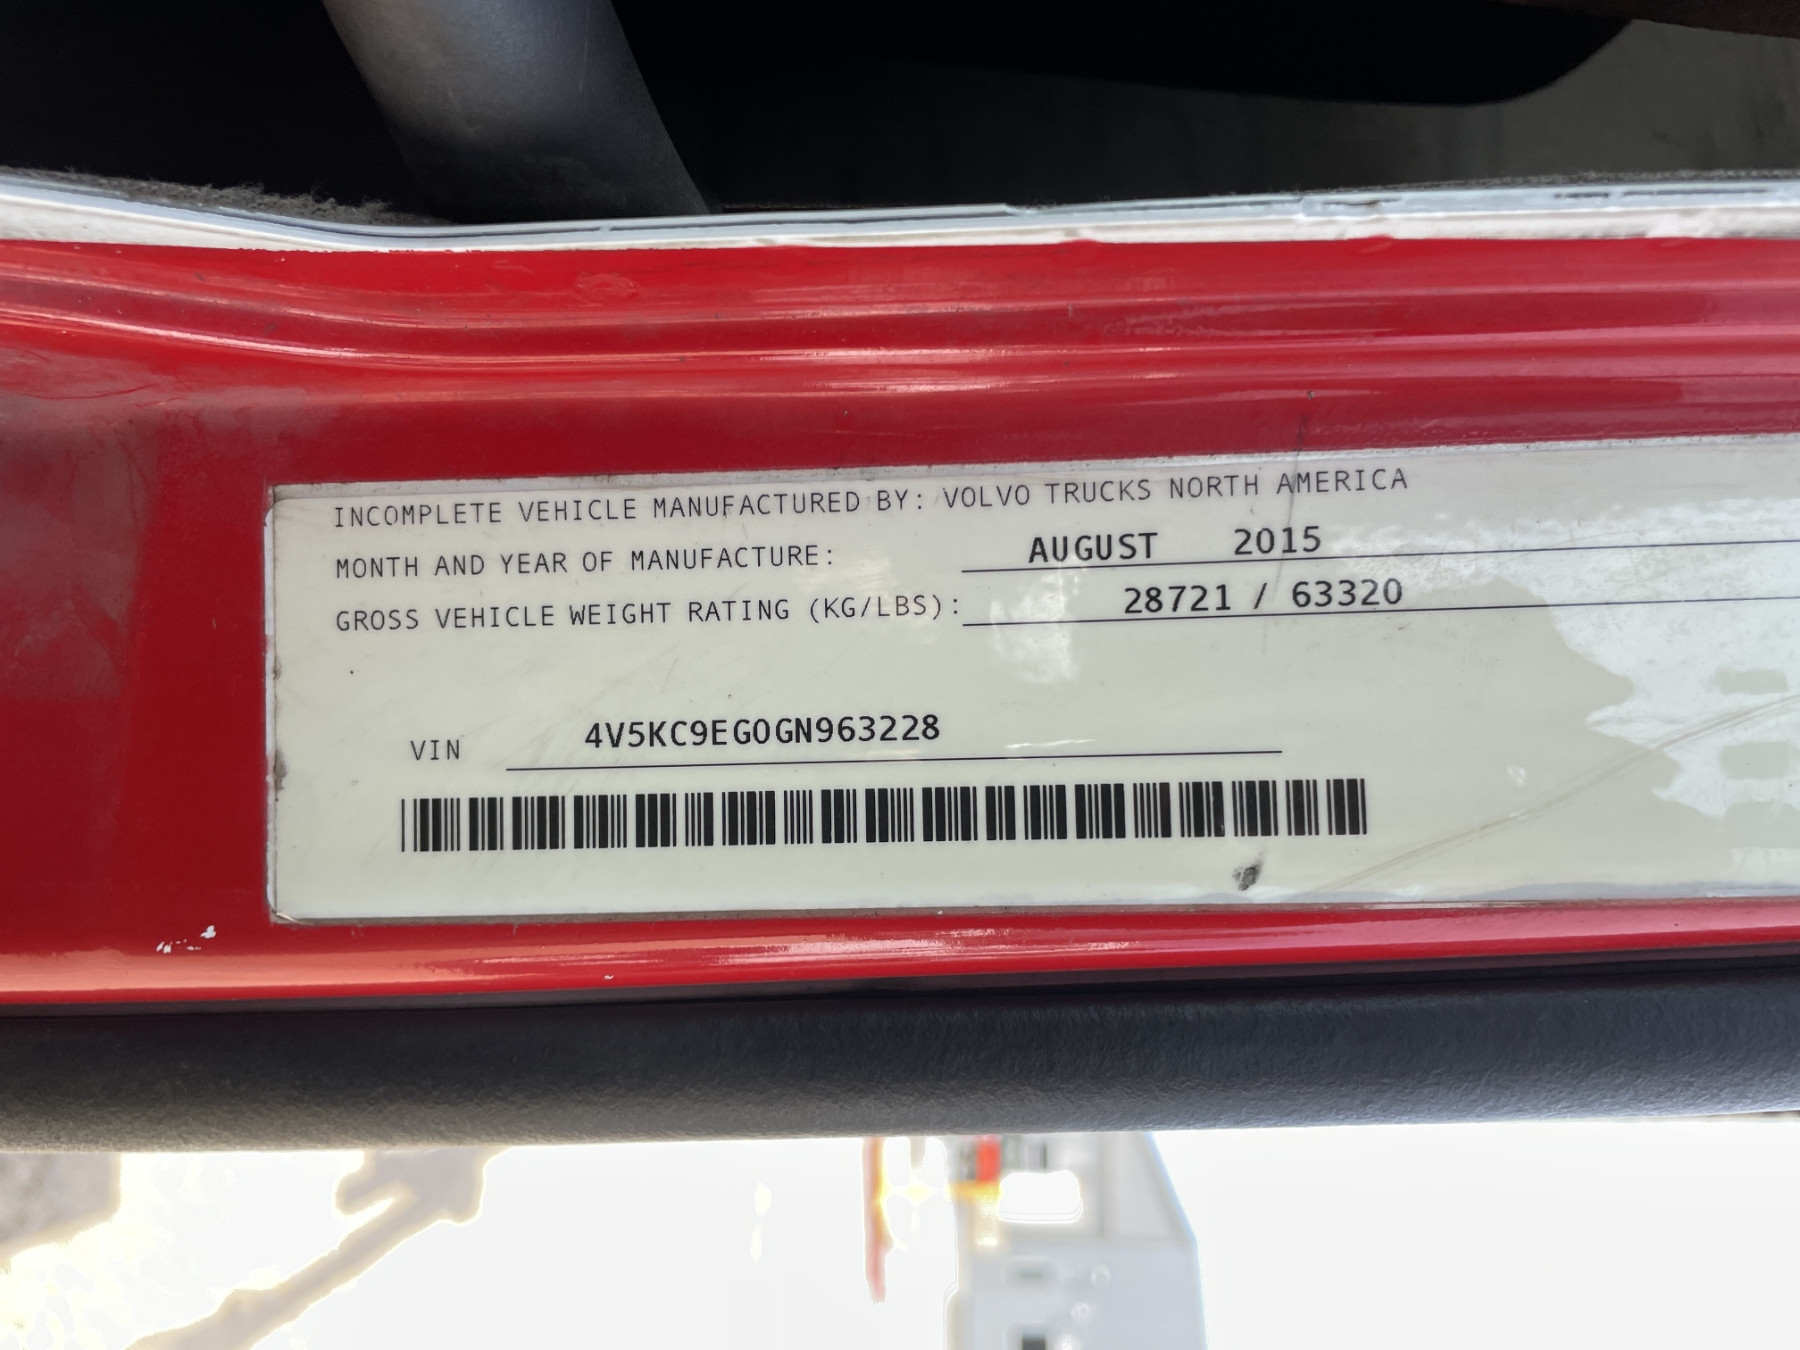 INCOMPLETE VEHICLE MANUFACTURED BY: VOLVO TRUCKS NORTH AMERICA
MONTH AND YEAR OF MANUFACTURE: AUGUST 2015
GROSS VEHICLE WEIGHT RATING (KG/LBS): 28721 / 63320
VIN 4V5KC9EG0GN963228